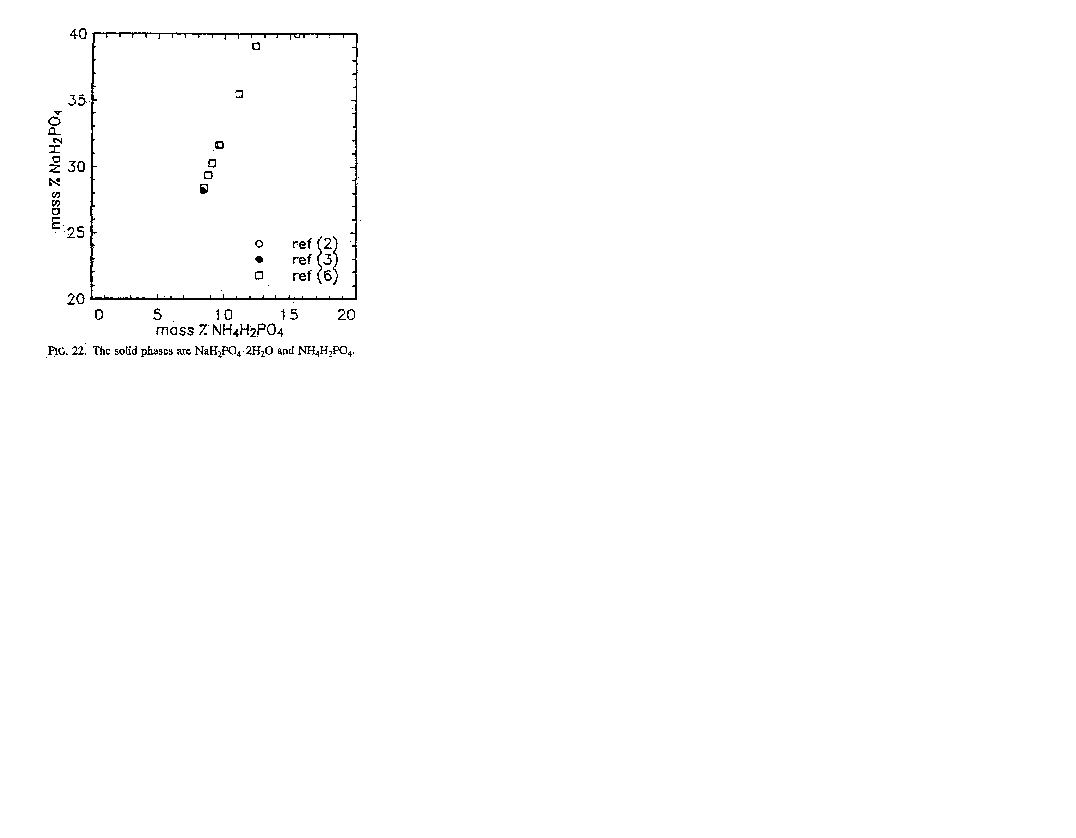 40
35
30
25
20
mass % NaH2PO4
ref (2)
ref (3)
ref (6)
0 5 10 15 20
mass % NH4H2PO4
FIG. 22. The solid phases are NaH2PO4·2H2O and NH4H2PO4.